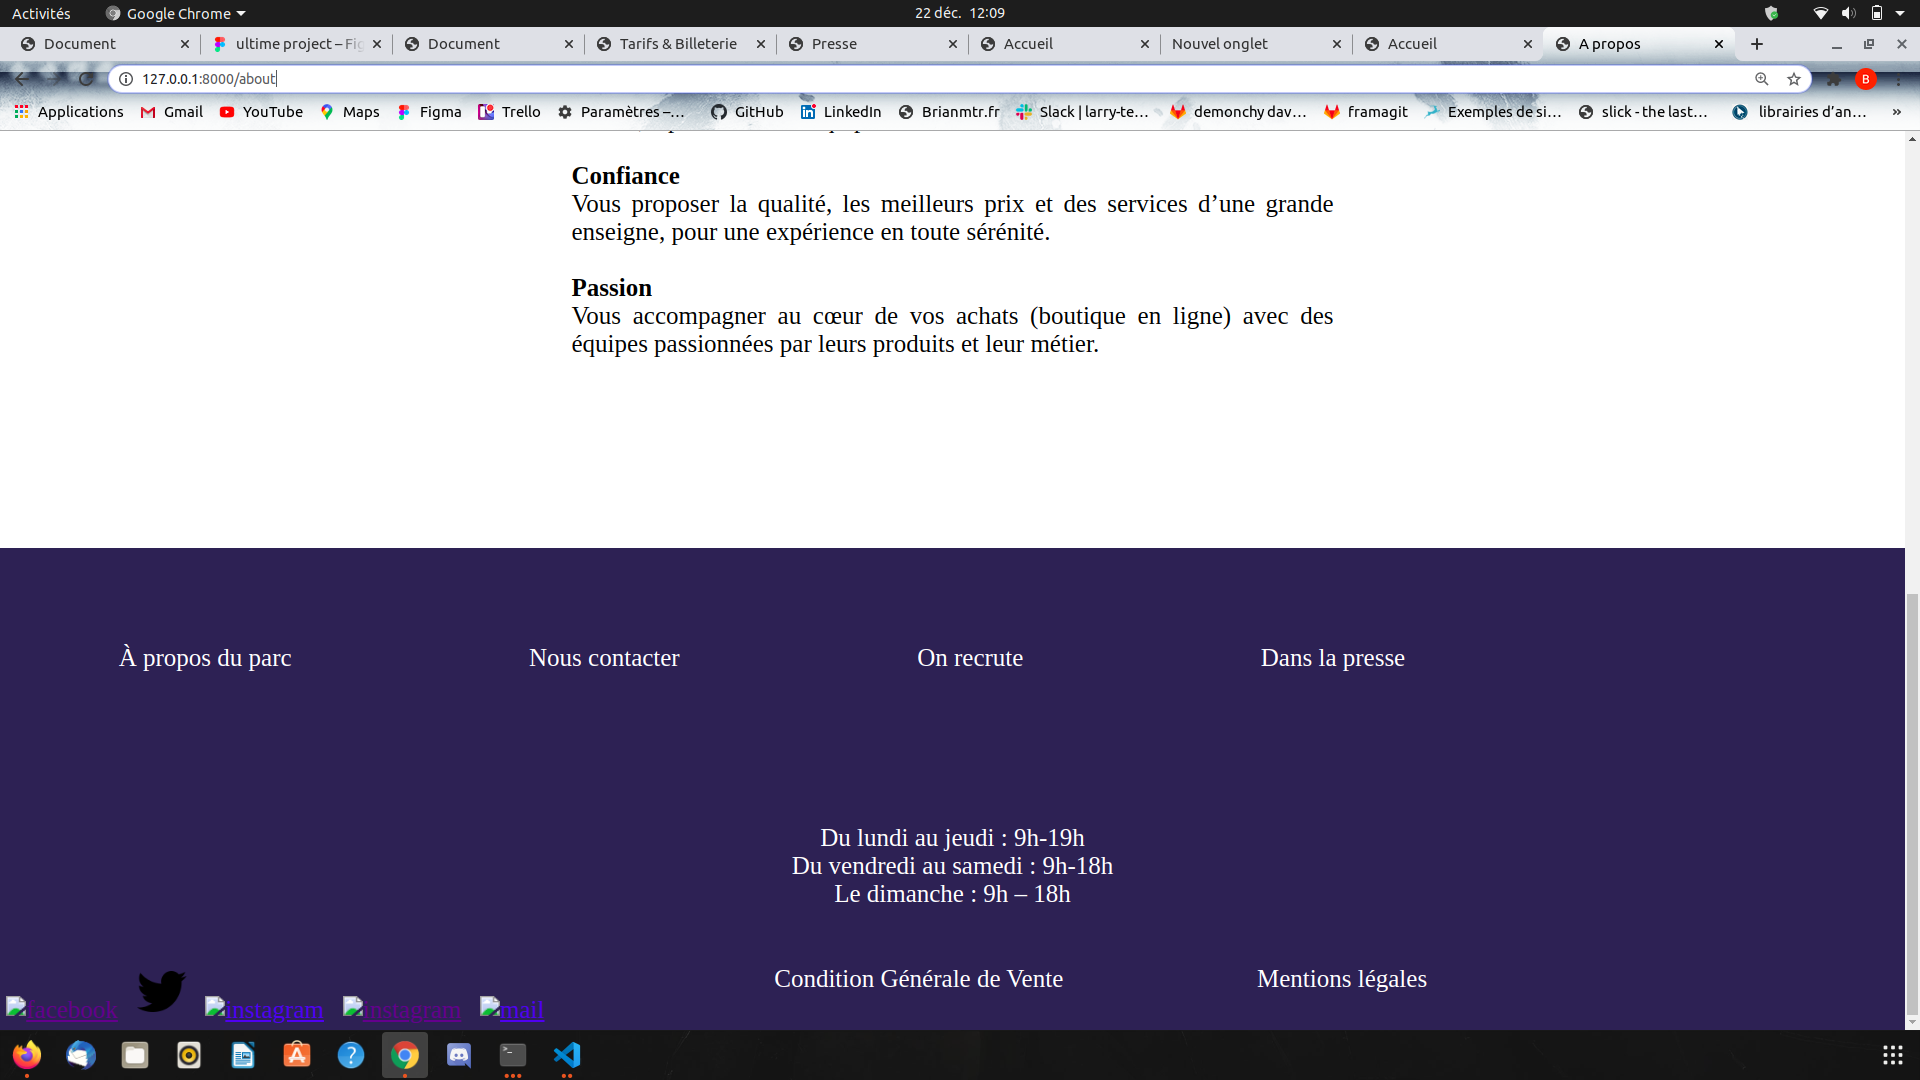 Activités
Google Chrome
22 déc. 12:09
Document
ultime project – Fig
Document
Tarifs & Billeterie
Presse
Accueil
Nouvel onglet
Accueil
A propos
127.0.0.1:8000/about
B
Applications
Gmail
YouTube
Maps
Figma
Trello
Paramètres –...
GitHub
LinkedIn
Brianmtr.fr
Slack | larry-te...
demonchy dav...
framagit
Exemples de si...
slick - the last...
librairies d’an...
»
Confiance
Vous proposer la qualité, les meilleurs prix et des services d’une grande
enseigne, pour une expérience en toute sérénité.
Passion
Vous accompagner au cœur de vos achats (boutique en ligne) avec des
équipes passionnées par leurs produits et leur métier.
À propos du parc
Nous contacter
On recrute
Dans la presse
Du lundi au jeudi : 9h-19h
Du vendredi au samedi : 9h-18h
Le dimanche : 9h – 18h
Condition Générale de Vente
Mentions légales
facebook
instagram
instagram
mail